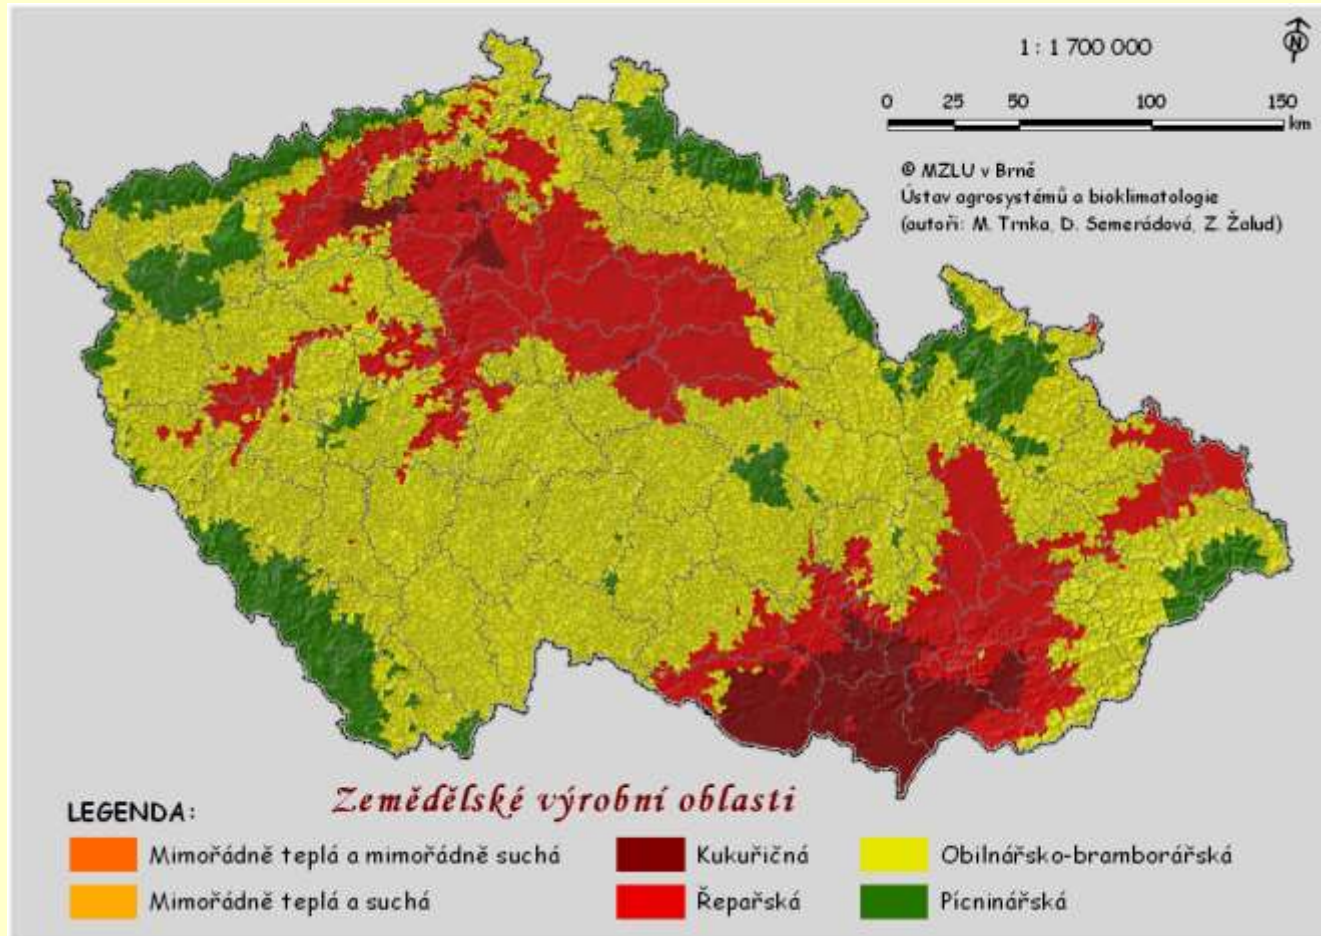 1 : 1 700 000
N
0 25 50 100 150
km
© MZLU v Brně
Ústav agrosystémů a bioklimatologie
(autoři: M. Trnka, D. Semerádová, Z. Žalud)
Zemědělské výrobní oblasti
LEGENDA:
Mimořádně teplá a mimořádně suchá
Kukuřičná
Obilnářsko-bramborářská
Mimořádně teplá a suchá
Řepařská
Pícninářská